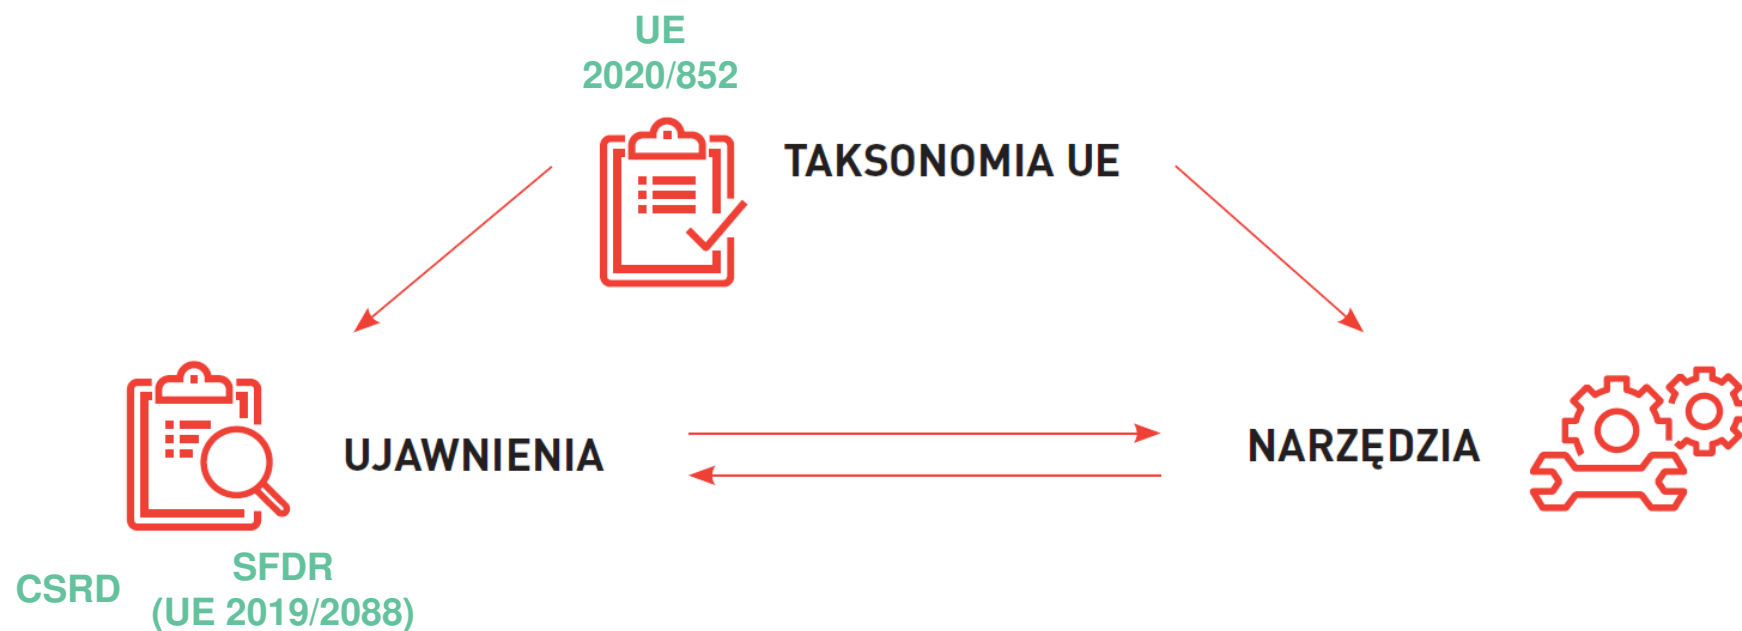 UE
2020/852
TAKSONOMIA UE
UJAWNIENIA
NARZĘDZIA
CSRD
SFDR
(UE 2019/2088)